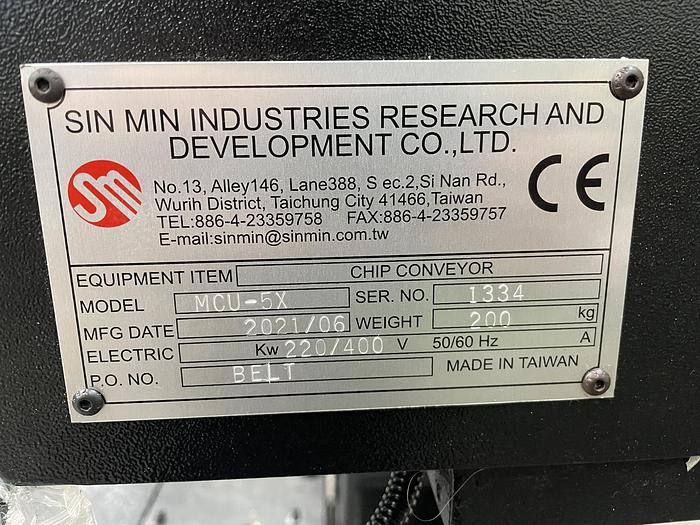 SIN MIN INDUSTRIES RESEARCH AND
DEVELOPMENT CO.,LTD.
sm
No.13, Alley146, Lane388, S ec.2,Si Nan Rd.,
Wurih District, Taichung City 41466,Taiwan
TEL:886-4-23359758 FAX:886-4-23359757
E-mail:sinmin@sinmin.com.tw
CE
EQUIPMENT ITEM CHIP CONVEYOR
MODEL MCU-5X SER. NO. 1334
MFG DATE 2021/06 WEIGHT 200 kg
ELECTRIC Kw 220/400 V 50/60 Hz A
P.O. NO. BELT MADE IN TAIWAN